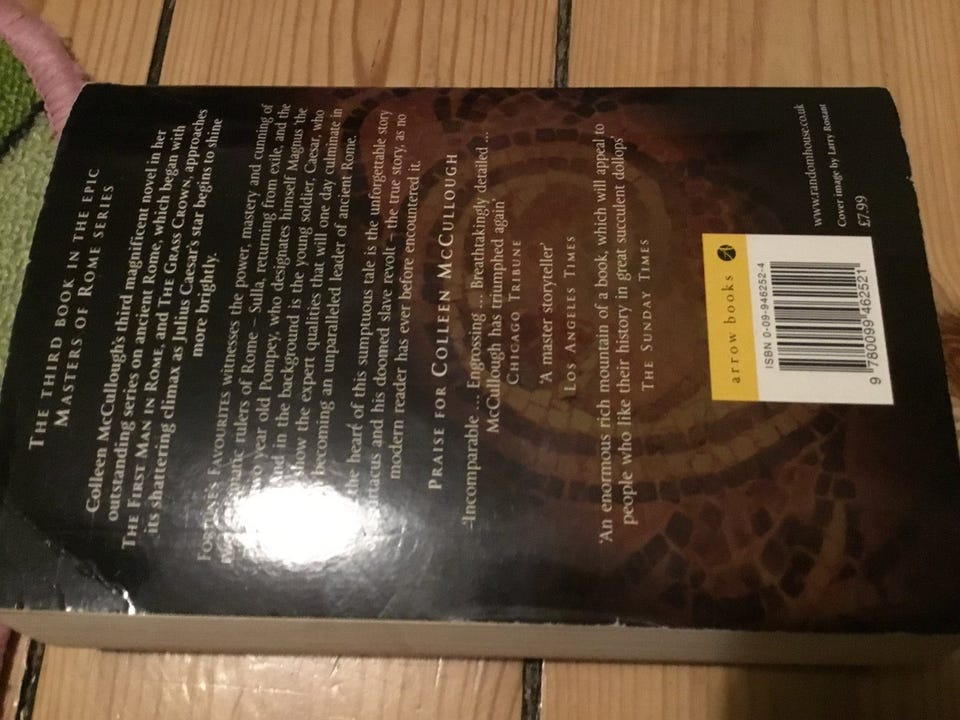 THE THIRD BOOK IN THE EPIC
MASTERS OF ROME SERIES
Colleen McCullough's third magnificent novel in her
outstanding series on ancient Rome, which began with
THE FIRST MAN IN ROME, and THE GRASS CROWN, approaches
its shattering climax as Julius Caesar's star begins to shine
more brightly.
FAVOURITES witnesses the power, mastery and cunning of
rulers of Rome – Sulla, returning from exile, and the
two year old Pompey, who designates himself Magnus 'the
And in the background is the young soldier, Caesar, who
show the expert qualities that will one day culminate in
becoming an unparalleled leader of ancient Rome.
the heart of this sumptuous tale is the unforgettable story
and his doomed slave revolt – the true story, as no
modern reader has ever before encountered it.
PRAISE FOR COLLEEN MCCULLOUGH
'Incomparable... Engrossing... Breathtakingly detailed...
McCullough has triumphed again'
CHICAGO TRIBUNE
'A master storyteller'
LOS ANGELES TIMES
'An enormous rich mountain of a book, which will appeal to
people who like their history in great succulent dollops'
THE SUNDAY TIMES
arrow books
ISBN 0-09-946252-4
9 780099 462521
www.randomhouse.co.uk
Cover image by Larry Rostant
£7.99